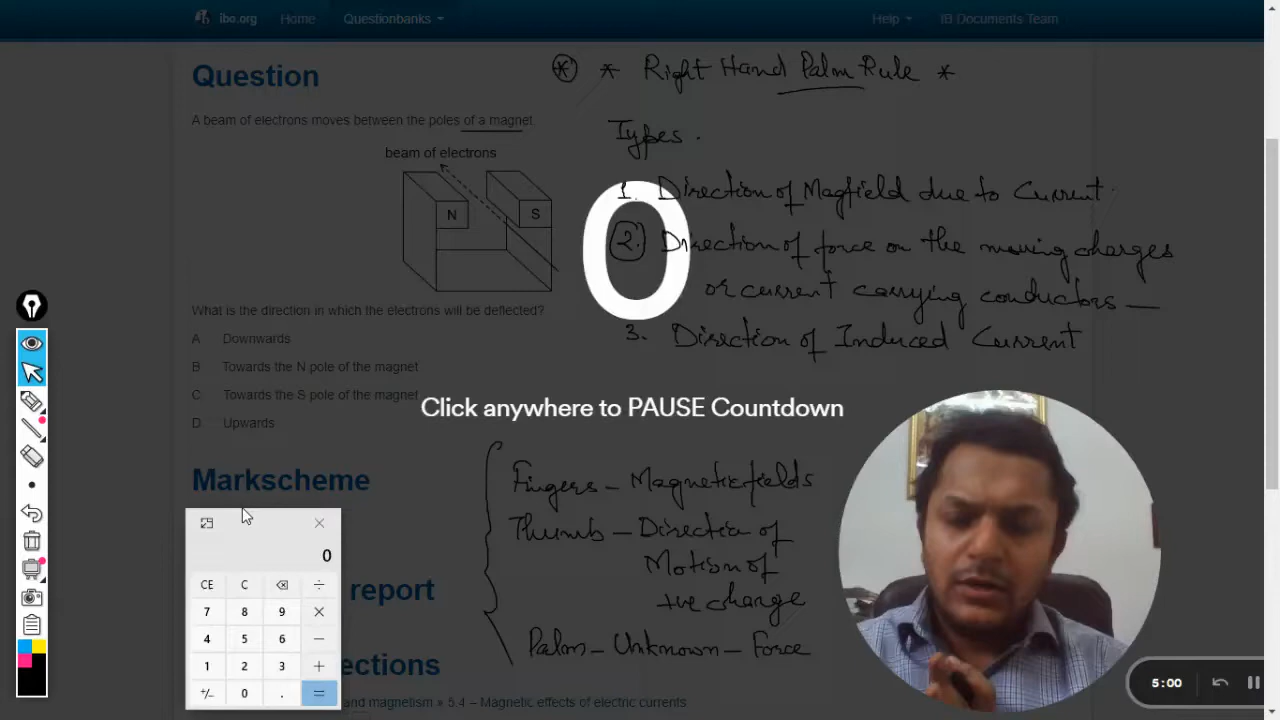 ibo.org Home Questionbanks Help IB Documents Team
Question
* * Right Hand Palm Rule *
A beam of electrons moves between the poles of a magnet.
Types.
beam of electrons
1. Direction of Magfield due to Current.
N S
2. Direction of force on the moving charges
or current carrying conductors —
0
What is the direction in which the electrons will be deflected?
3. Direction of Induced Current
A Downwards
B Towards the N pole of the magnet
C Towards the S pole of the magnet
D Upwards
Click anywhere to PAUSE Countdown
Markscheme
Fingers – Magnetic fields
Thumb – Direction of
Motion of
the charge
Palm – Unknown – Force
0
CE C ÷
7 8 9 ×
4 5 6 −
1 2 3 +
+/- 0 . =
report
ections
and magnetism » 5.4 – Magnetic effects of electric currents
5:00